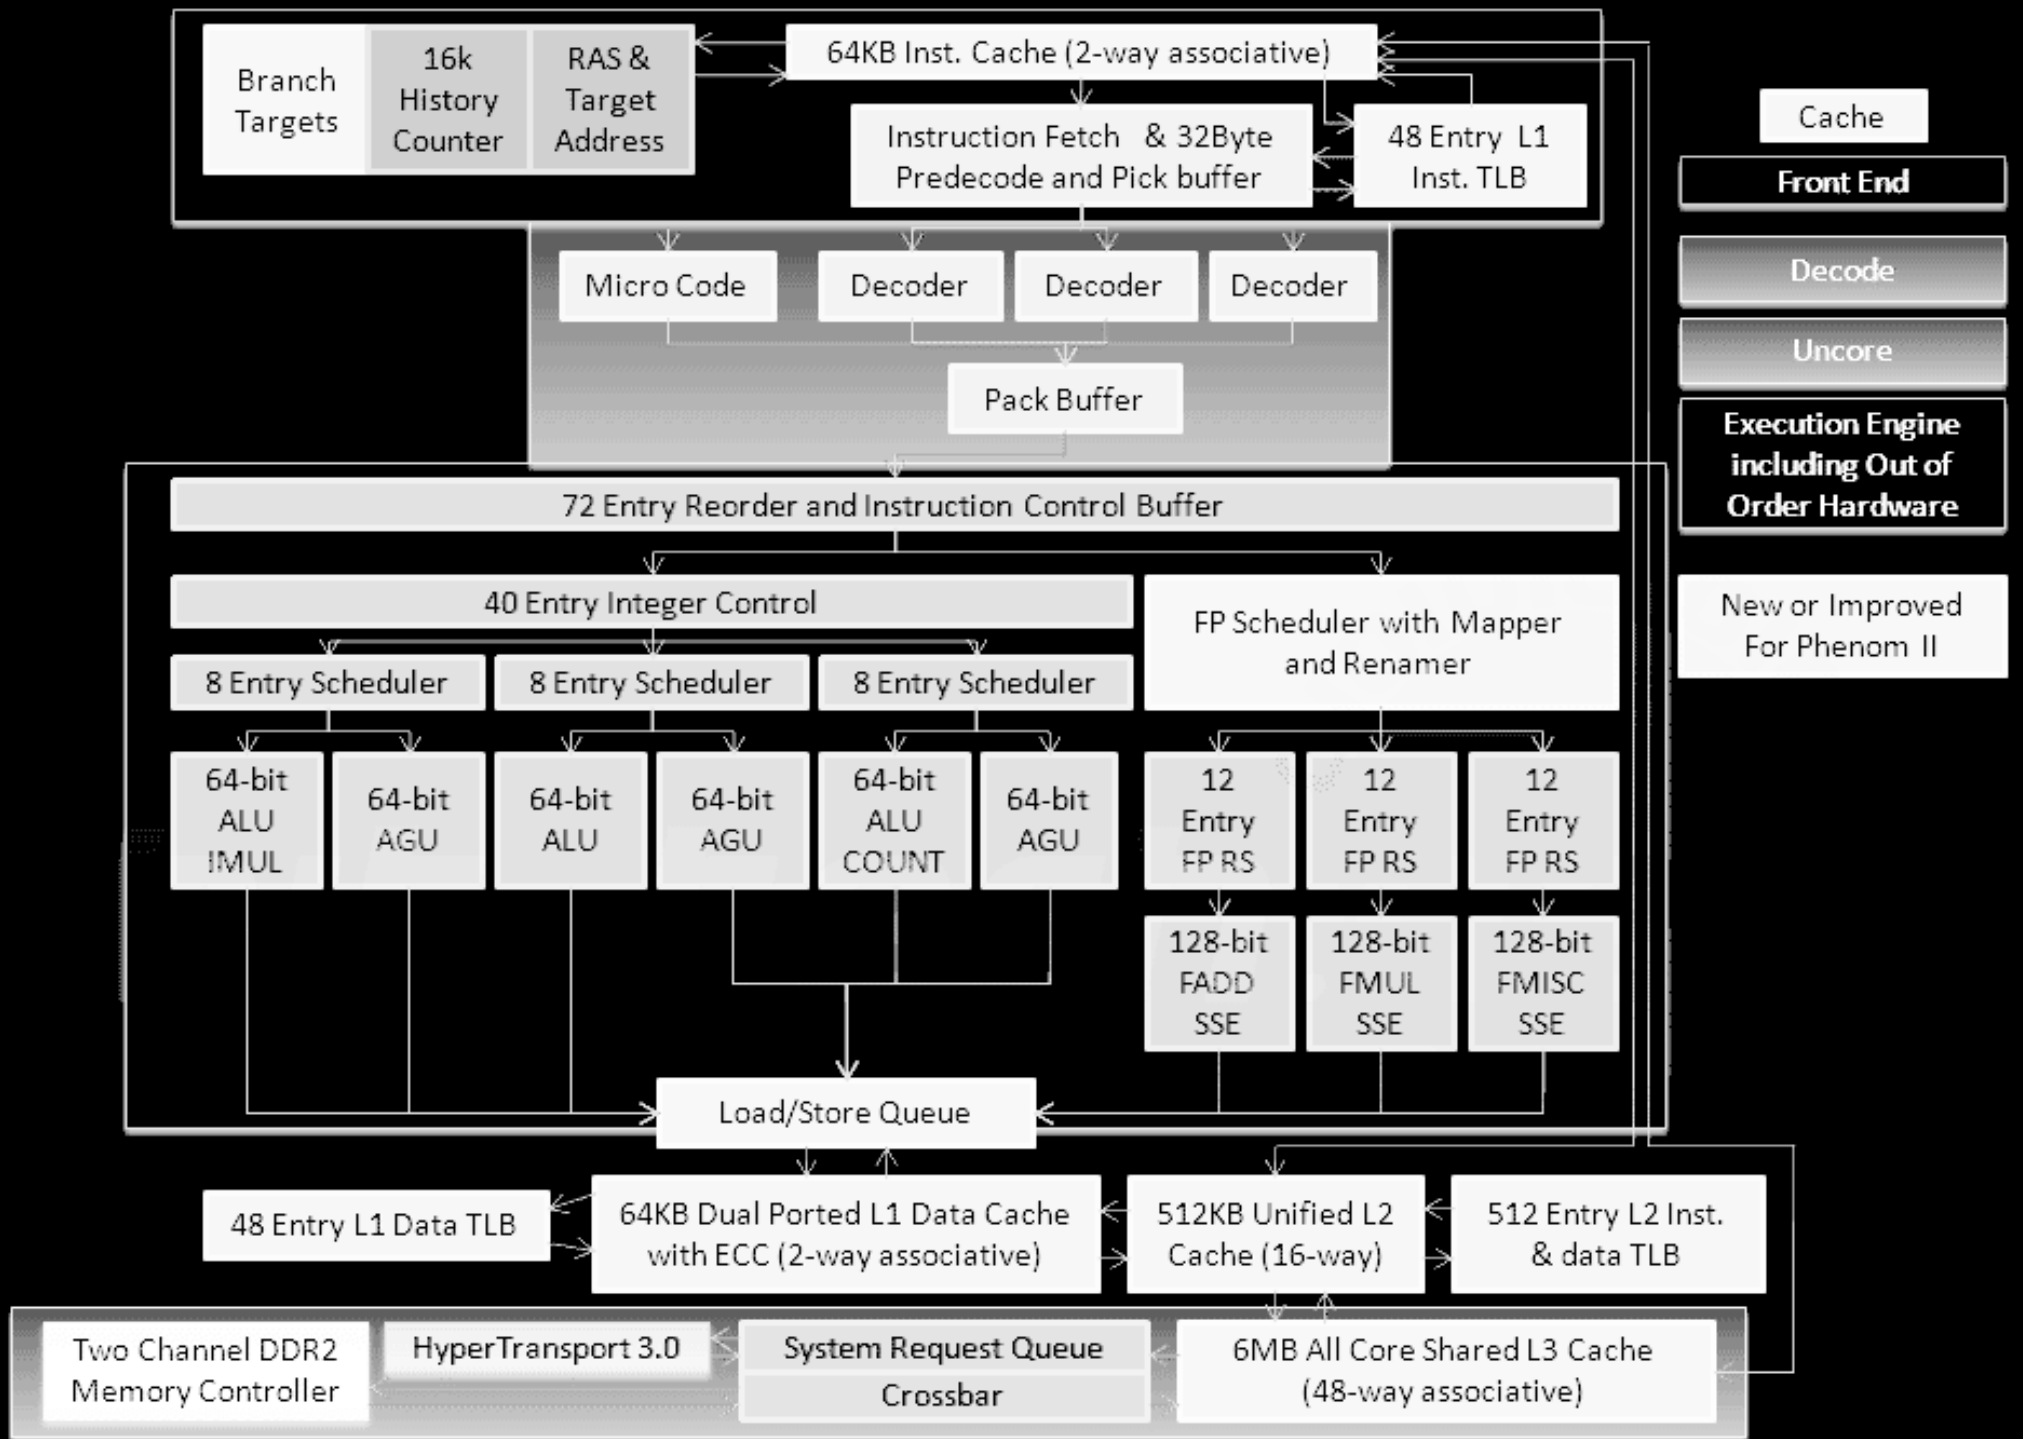 Branch
Targets
16k
History
Counter
RAS &
Target
Address
64KB Inst. Cache (2-way associative)
Instruction Fetch & 32Byte
Predecode and Pick buffer
48 Entry L1
Inst. TLB
Cache
Front End
Decode
Uncore
Execution Engine
including Out of
Order Hardware
New or Improved
For Phenom II
Micro Code
Decoder
Decoder
Decoder
Pack Buffer
72 Entry Reorder and Instruction Control Buffer
40 Entry Integer Control
FP Scheduler with Mapper
and Renamer
8 Entry Scheduler
8 Entry Scheduler
8 Entry Scheduler
64-bit
ALU
IMUL
64-bit
AGU
64-bit
ALU
64-bit
AGU
64-bit
ALU
COUNT
64-bit
AGU
12
Entry
FP RS
12
Entry
FP RS
12
Entry
FP RS
128-bit
FADD
SSE
128-bit
FMUL
SSE
128-bit
FMISC
SSE
Load/Store Queue
48 Entry L1 Data TLB
64KB Dual Ported L1 Data Cache
with ECC (2-way associative)
512KB Unified L2
Cache (16-way)
512 Entry L2 Inst.
& data TLB
Two Channel DDR2
Memory Controller
HyperTransport 3.0
System Request Queue
Crossbar
6MB All Core Shared L3 Cache
(48-way associative)